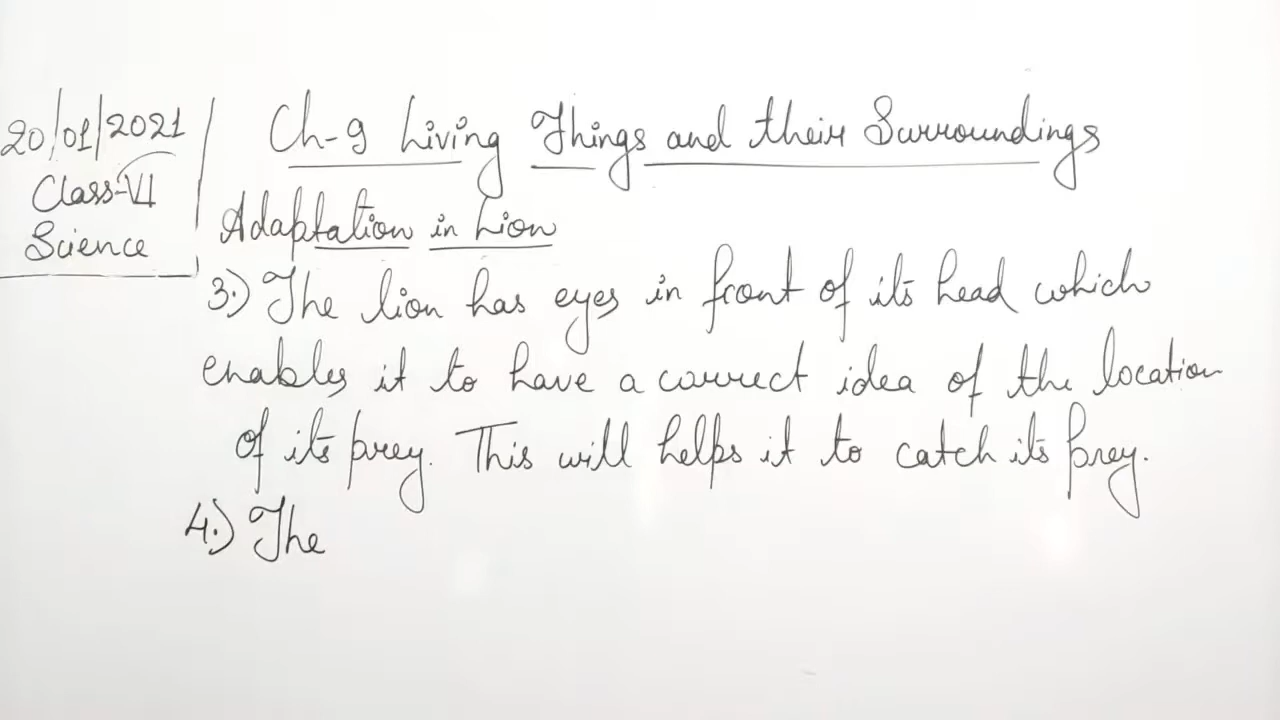 20/01/2021
Class-VI
Science
Ch-9 Living Things and their Surroundings
Adaptation in Lion
3.) The lion has eyes in front of its head which
enables it to have a correct idea of the location
of its prey. This will helps it to catch its prey.
4.) The